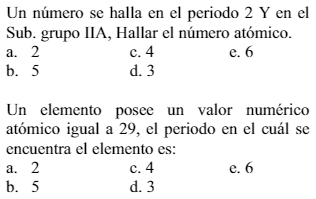 Un número se halla en el periodo 2 Y en el
Sub. grupo IIA, Hallar el número atómico.
a. 2 c. 4 e. 6
b. 5 d. 3
Un elemento posee un valor numérico
atómico igual a 29, el periodo en el cuál se
encuentra el elemento es:
a. 2 c. 4 e. 6
b. 5 d. 3